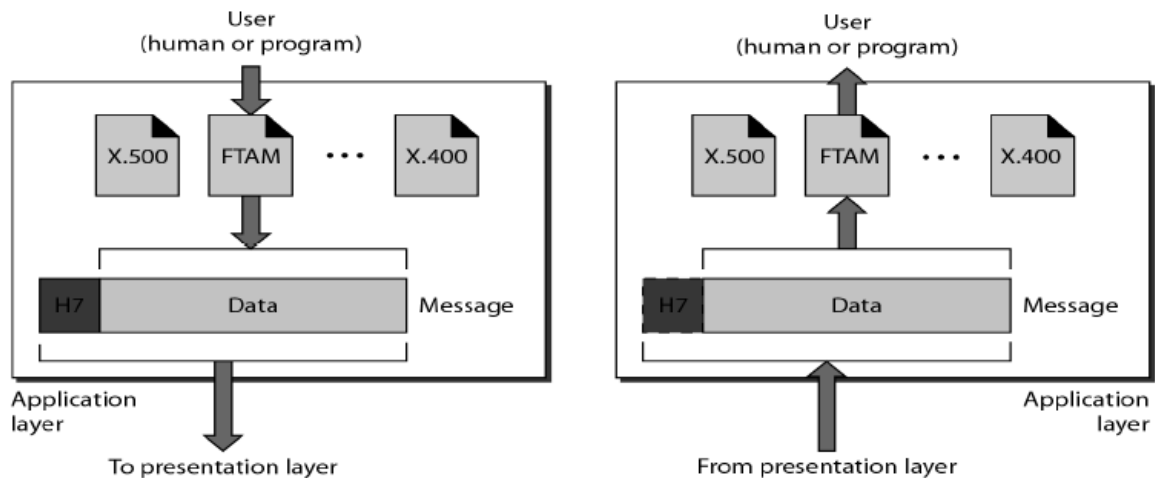 User
(human or program)
X.500
FTAM
...
X.400
H7
Data
Message
Application
layer
To presentation layer
User
(human or program)
X.500
FTAM
...
X.400
H7
Data
Message
Application
layer
From presentation layer